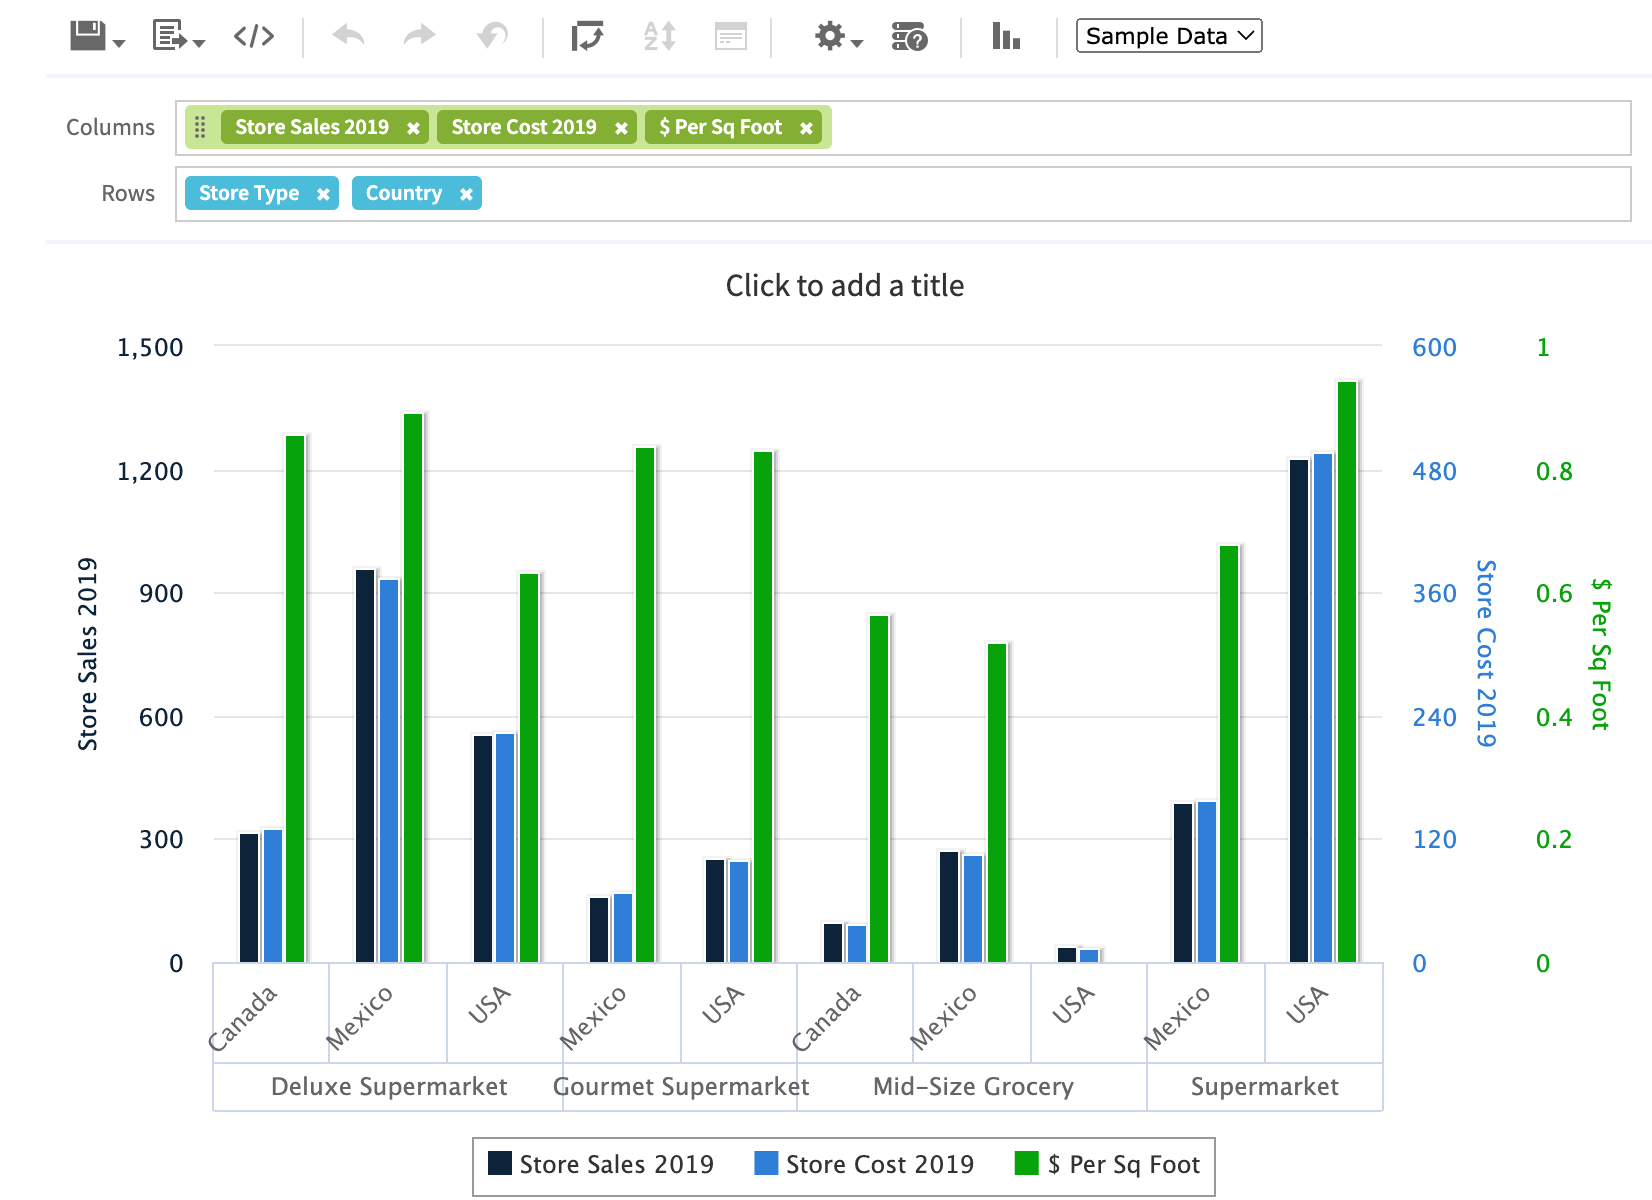 </> Sample Data
Columns Store Sales 2019 × Store Cost 2019 × $ Per Sq Foot ×
Rows Store Type × Country ×
Click to add a title
1,500 600 1
1,200 480 0.8
900 360 0.6
600 240 0.4
300 120 0.2
0 0 0
Store Sales 2019
Store Cost 2019
$ Per Sq Foot
Canada Mexico USA Mexico USA Canada Mexico USA Mexico USA
Deluxe Supermarket Gourmet Supermarket Mid-Size Grocery Supermarket
Store Sales 2019 Store Cost 2019 $ Per Sq Foot